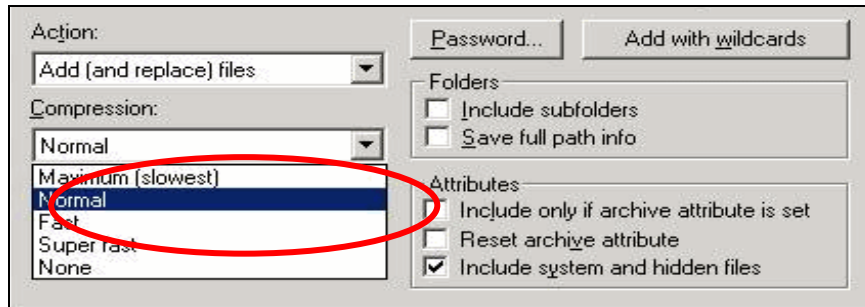 Action:
Add (and replace) files
Compression:
Normal
Maximum (slowest)
Normal
Fast
Super fast
None
Password...
Add with wildcards
Folders
Include subfolders
Save full path info
Attributes
Include only if archive attribute is set
Reset archive attribute
Include system and hidden files